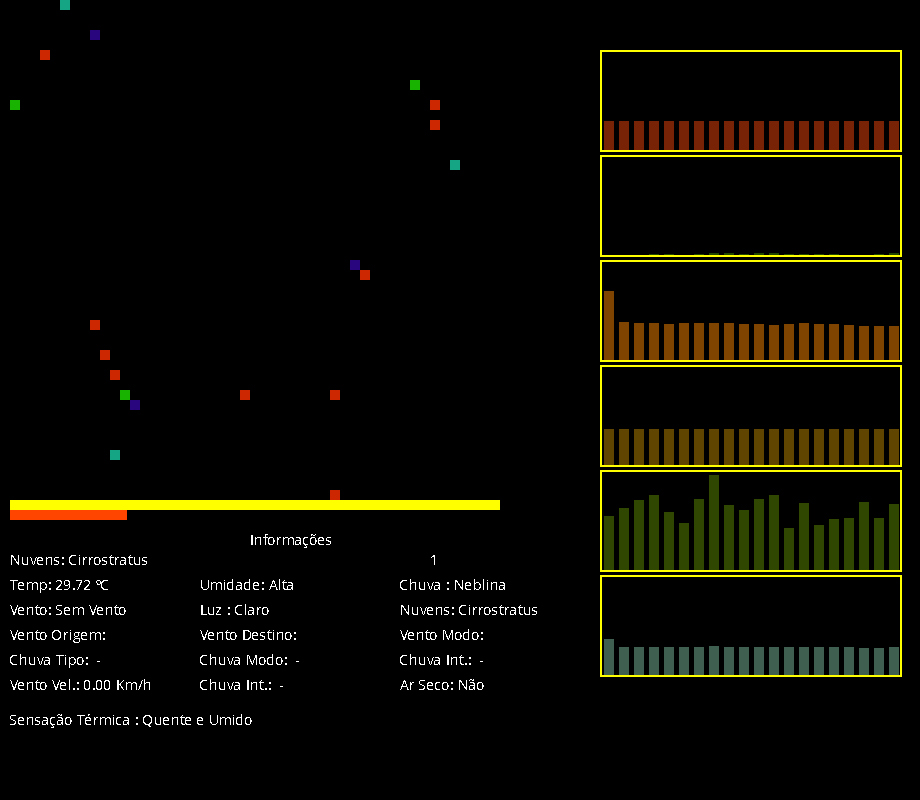 Informações
Nuvens: Cirrostratus 1
Temp: 29.72 ºC Umidade: Alta Chuva : Neblina
Vento: Sem Vento Luz : Claro Nuvens: Cirrostratus
Vento Origem: Vento Destino: Vento Modo:
Chuva Tipo: - Chuva Modo: - Chuva Int.: -
Vento Vel.: 0.00 Km/h Chuva Int.: - Ar Seco: Não
Sensação Térmica : Quente e Umido